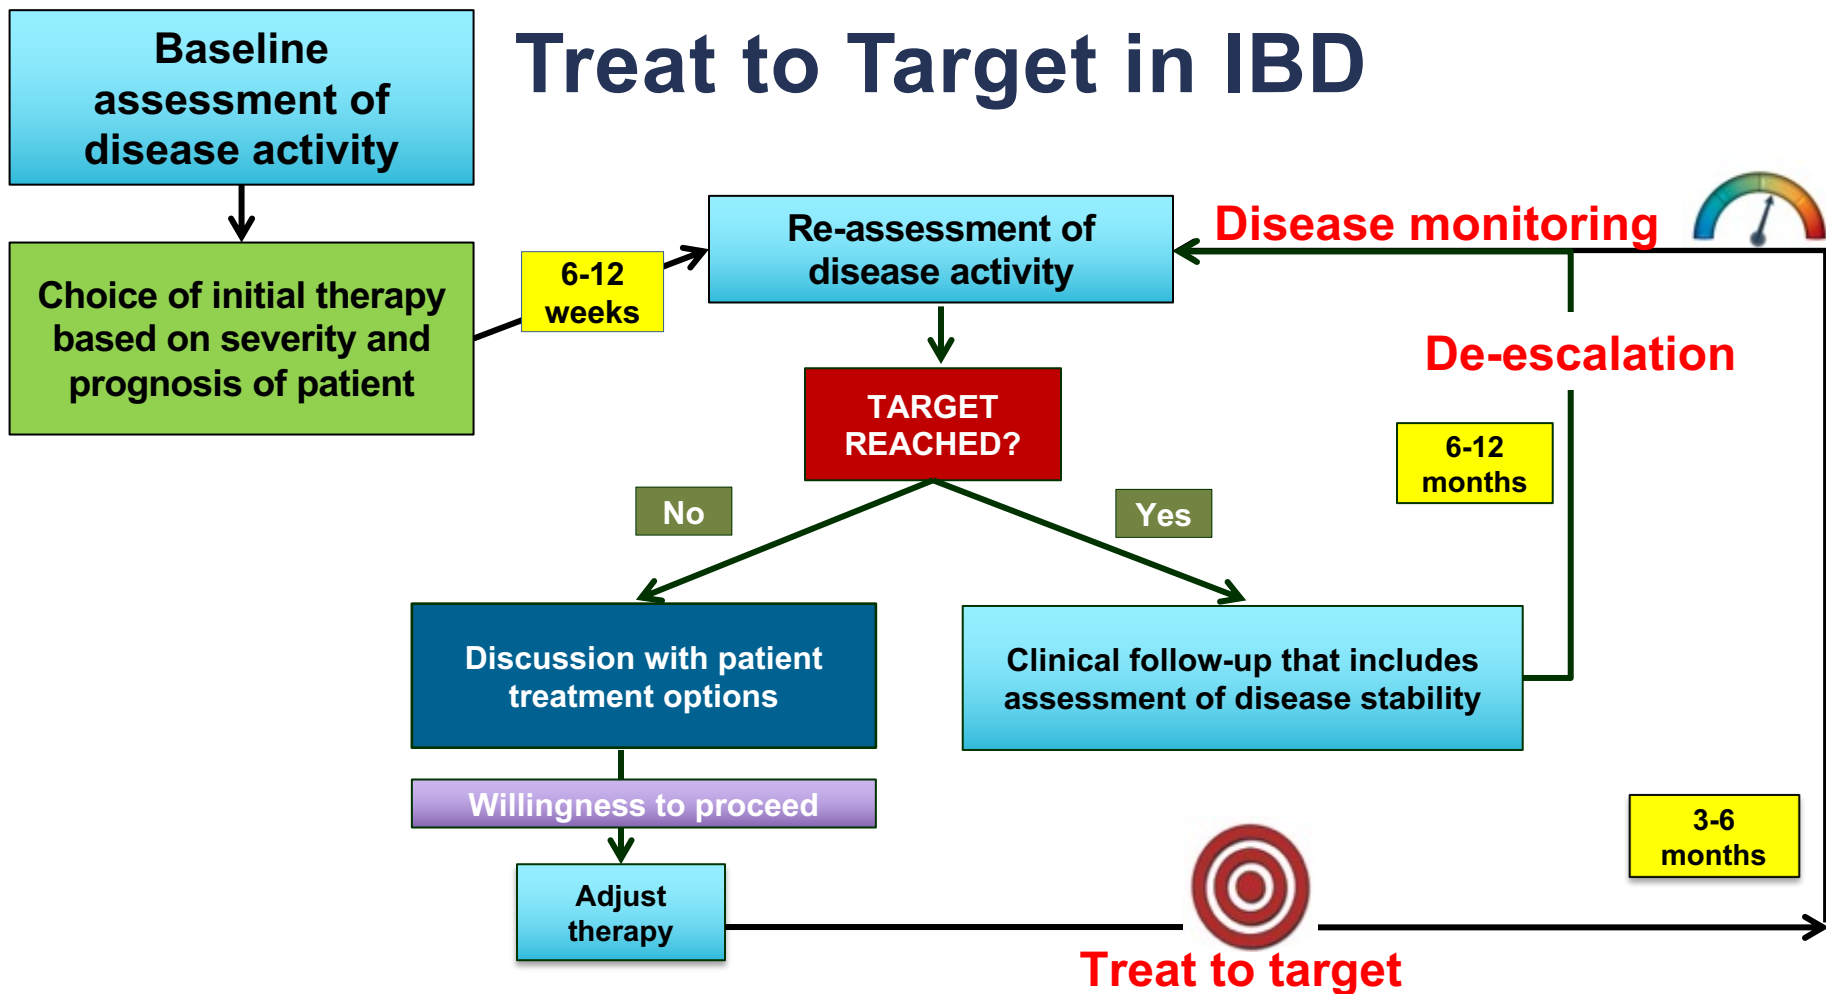 Treat to Target in IBD
Baseline
assessment of
disease activity
Choice of initial therapy
based on severity and
prognosis of patient
6-12
weeks
Re-assessment of
disease activity
Disease monitoring
De-escalation
TARGET
REACHED?
6-12
months
No
Yes
Discussion with patient
treatment options
Clinical follow-up that includes
assessment of disease stability
Willingness to proceed
3-6
months
Adjust
therapy
Treat to target